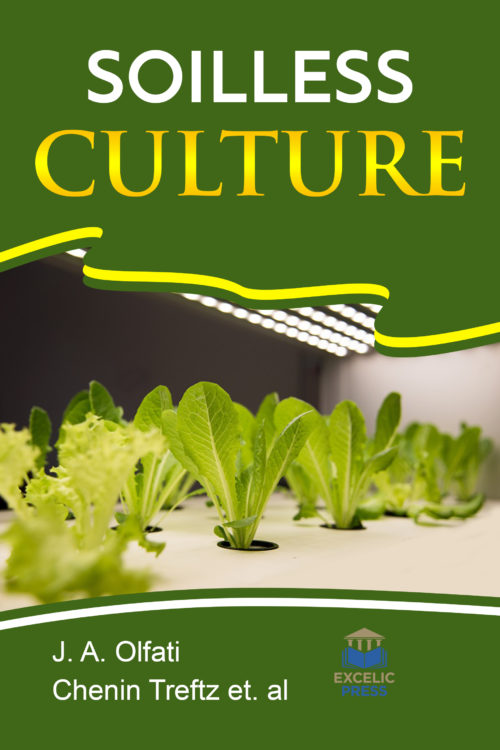 SOILLESS
CULTURE
J. A. Olfati
Chenin Treftz et. al
EXCELIC
PRESS